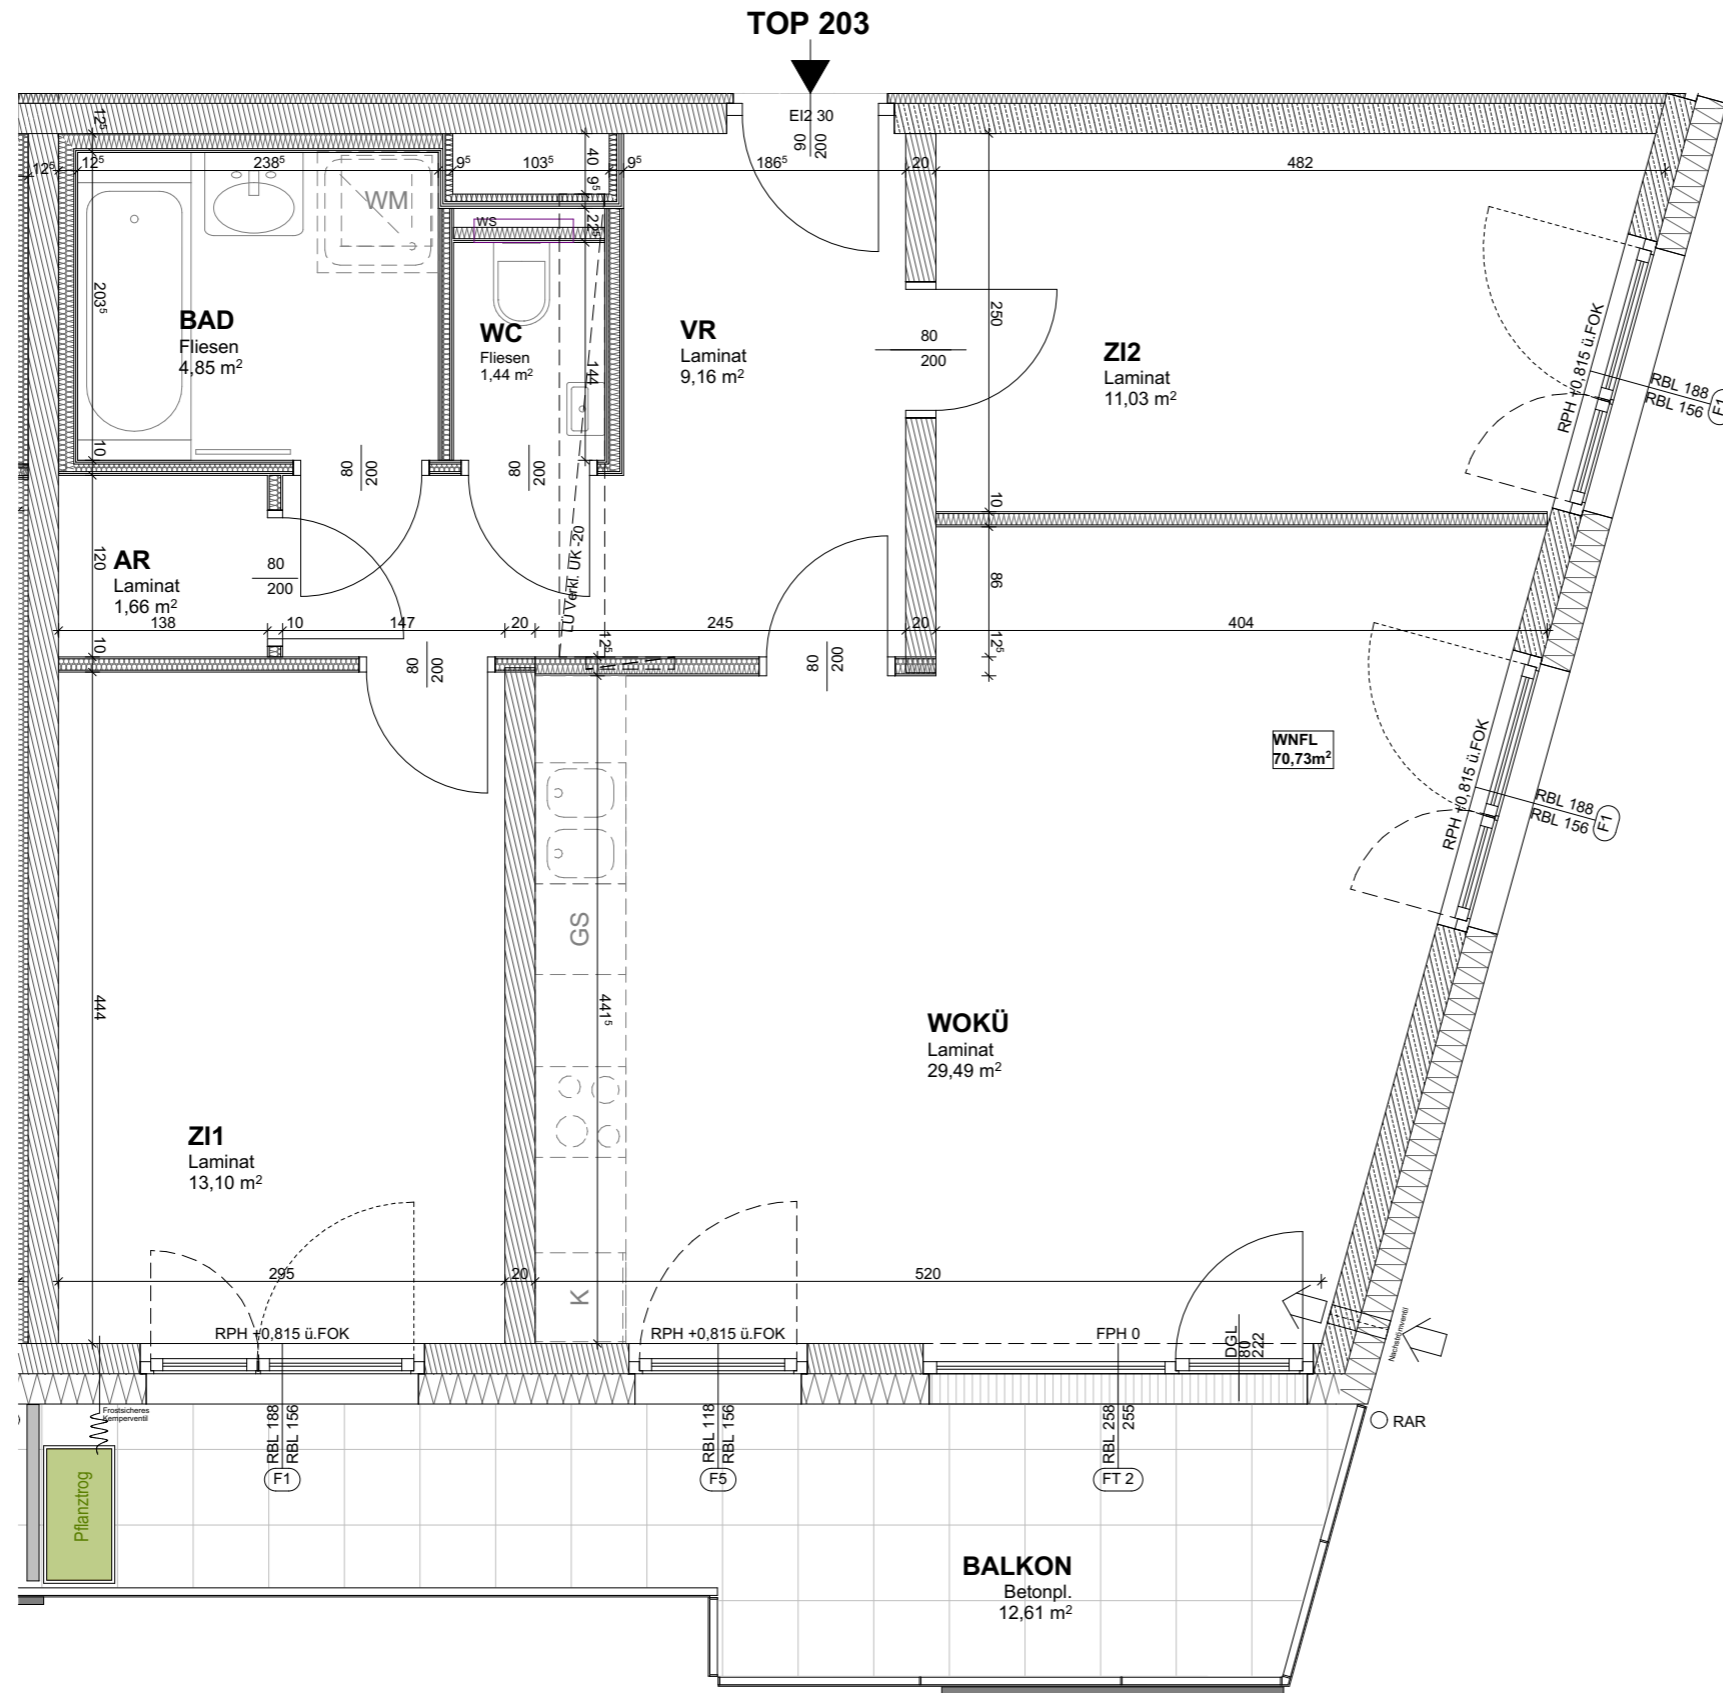 TOP 203
EI2 30
90
200
12⁵
12⁵
12⁵
238⁵
9⁵
103⁵
9⁵
186⁵
20
482
40
9⁵
22⁵
WM
WS
203⁵
BAD
Fliesen
4,85 m²
WC
Fliesen
1,44 m²
144
VR
Laminat
9,16 m²
250
80
200
ZI2
Laminat
11,03 m²
RPH +0,815 ü.FOK
RBL 188
RBL 156
F1
10
80
200
80
200
10
120
AR
Laminat
1,66 m²
80
200
LÜ Verkl. UK -20
86
138
10
147
20
245
20
404
10
12⁵
12⁵
80
200
80
200
WNFL
70,73m²
RPH +0,815 ü.FOK
RBL 188
RBL 156
F1
GS
444
441⁵
WOKÜ
Laminat
29,49 m²
ZI1
Laminat
13,10 m²
295
20
520
K
RPH +0,815 ü.FOK
RPH +0,815 ü.FOK
FPH 0
DGL
80
222
Nachströmventil
Frostsicheres
Kemperventil
RBL 188
RBL 156
F1
RBL 118
RBL 156
F5
RBL 258
255
FT 2
RAR
Pflanztrog
BALKON
Betonpl.
12,61 m²